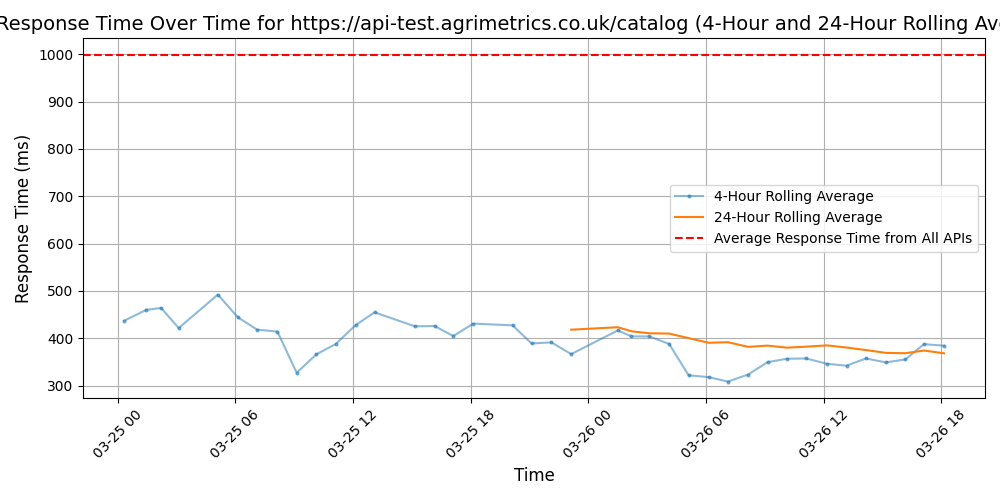 Response Time Over Time for https://api-test.agrimetrics.co.uk/catalog (4-Hour and 24-Hour Rolling Av
1000
900
800
700
600
500
400
300
Response Time (ms)
4-Hour Rolling Average
24-Hour Rolling Average
Average Response Time from All APIs
03-25 00
03-25 06
03-25 12
03-25 18
03-26 00
03-26 06
03-26 12
03-26 18
Time